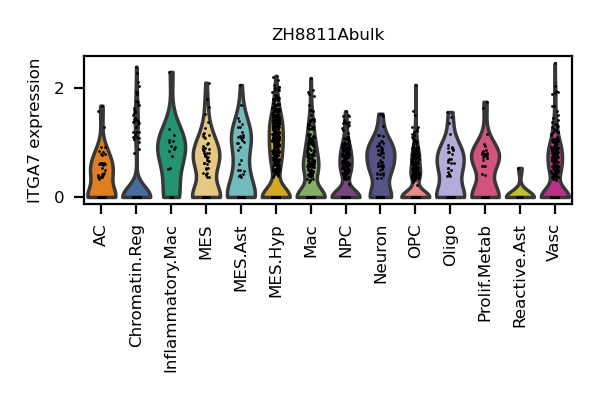 ZH8811Abulk
ITGA7 expression
2
0
AC
Chromatin.Reg
Inflammatory.Mac
MES
MES.Ast
MES.Hyp
Mac
NPC
Neuron
OPC
Oligo
Prolif.Metab
Reactive.Ast
Vasc